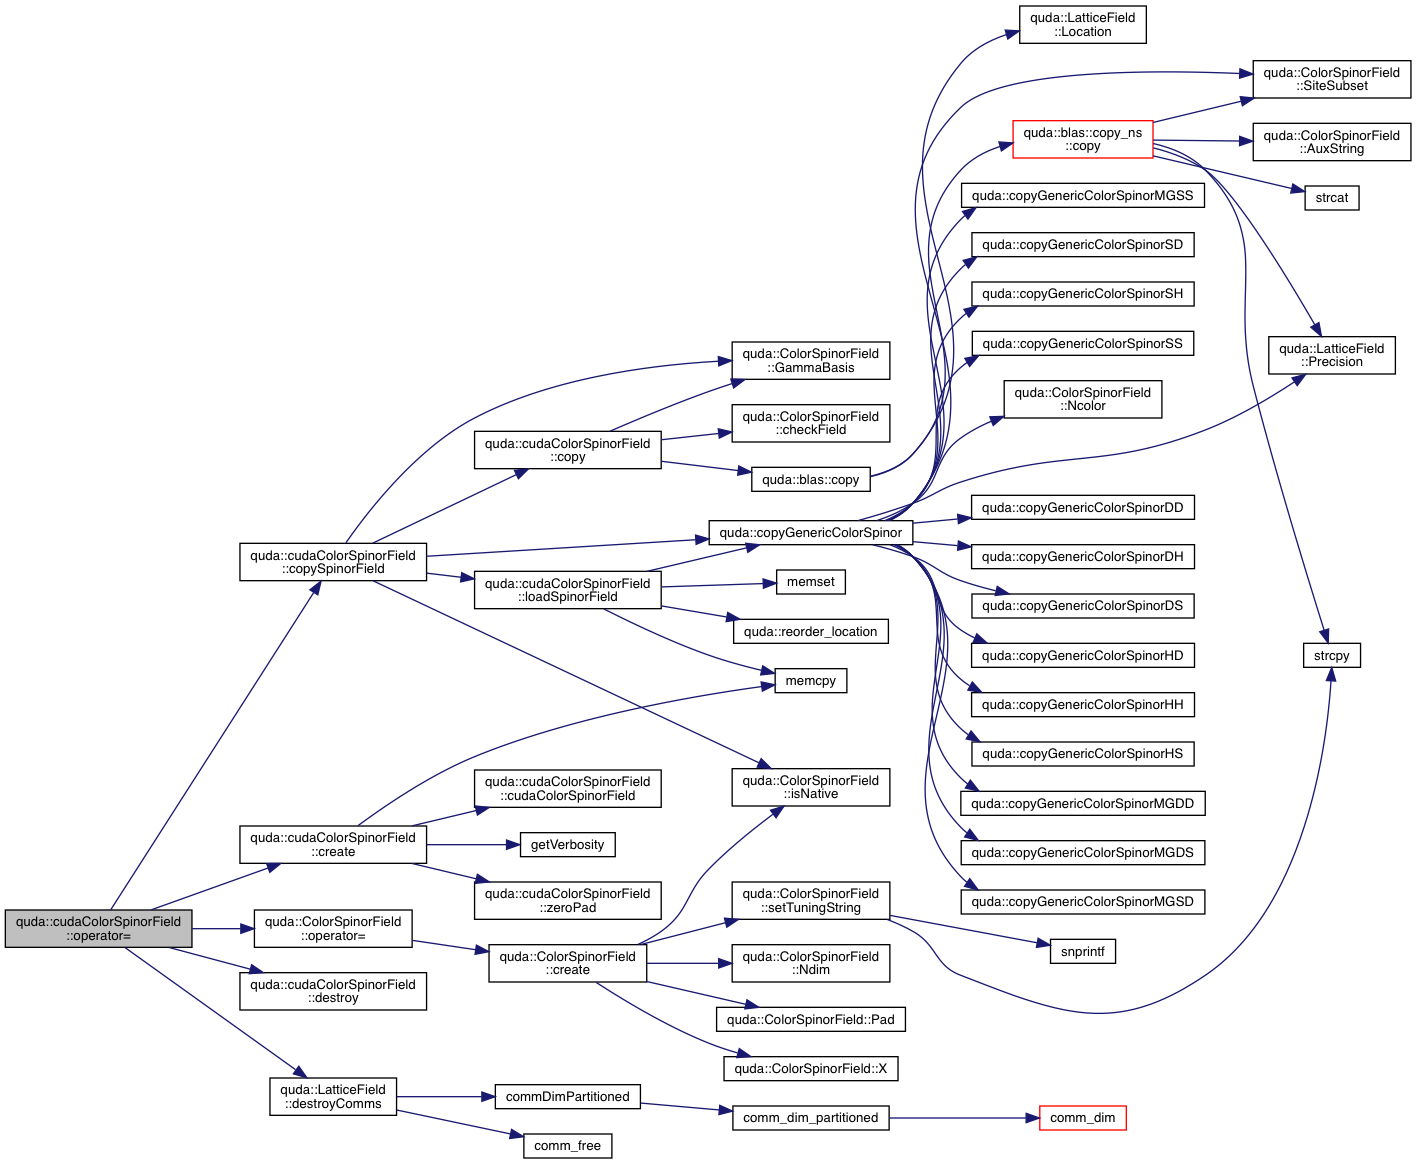 quda::cudaColorSpinorField
::operator=
quda::cudaColorSpinorField
::copySpinorField
quda::cudaColorSpinorField
::create
quda::ColorSpinorField
::operator=
quda::cudaColorSpinorField
::destroy
quda::LatticeField
::destroyComms
quda::cudaColorSpinorField
::copy
quda::cudaColorSpinorField
::loadSpinorField
quda::cudaColorSpinorField
::cudaColorSpinorField
getVerbosity
quda::cudaColorSpinorField
::zeroPad
quda::ColorSpinorField
::create
commDimPartitioned
comm_free
quda::ColorSpinorField
::GammaBasis
quda::ColorSpinorField
::checkField
quda::blas::copy
quda::copyGenericColorSpinor
memset
quda::reorder_location
memcpy
quda::ColorSpinorField
::isNative
quda::ColorSpinorField
::setTuningString
quda::ColorSpinorField
::Ndim
quda::ColorSpinorField::Pad
quda::ColorSpinorField::X
comm_dim_partitioned
quda::LatticeField
::Location
quda::blas::copy_ns
::copy
quda::copyGenericColorSpinorMGSS
quda::copyGenericColorSpinorSD
quda::copyGenericColorSpinorSH
quda::copyGenericColorSpinorSS
quda::ColorSpinorField
::Ncolor
quda::copyGenericColorSpinorDD
quda::copyGenericColorSpinorDH
quda::copyGenericColorSpinorDS
quda::copyGenericColorSpinorHD
quda::copyGenericColorSpinorHH
quda::copyGenericColorSpinorHS
quda::copyGenericColorSpinorMGDD
quda::copyGenericColorSpinorMGDS
quda::copyGenericColorSpinorMGSD
snprintf
comm_dim
quda::ColorSpinorField
::SiteSubset
quda::ColorSpinorField
::AuxString
strcat
quda::LatticeField
::Precision
strcpy